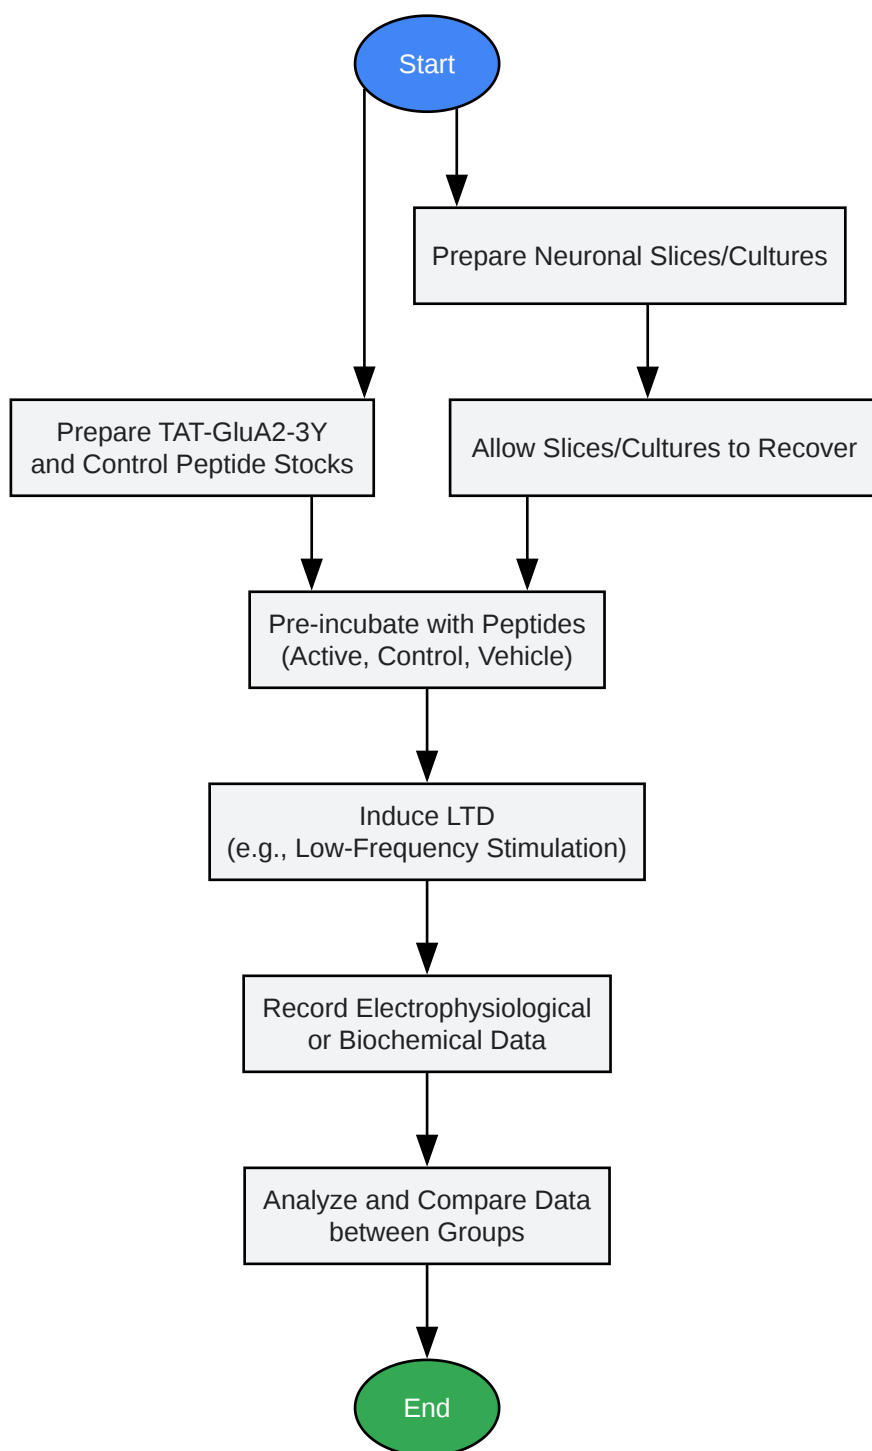 Start
Prepare Neuronal Slices/Cultures
Prepare TAT-GluA2-3Y
and Control Peptide Stocks
Allow Slices/Cultures to Recover
Pre-incubate with Peptides
(Active, Control, Vehicle)
Induce LTD
(e.g., Low-Frequency Stimulation)
Record Electrophysiological
or Biochemical Data
Analyze and Compare Data
between Groups
End